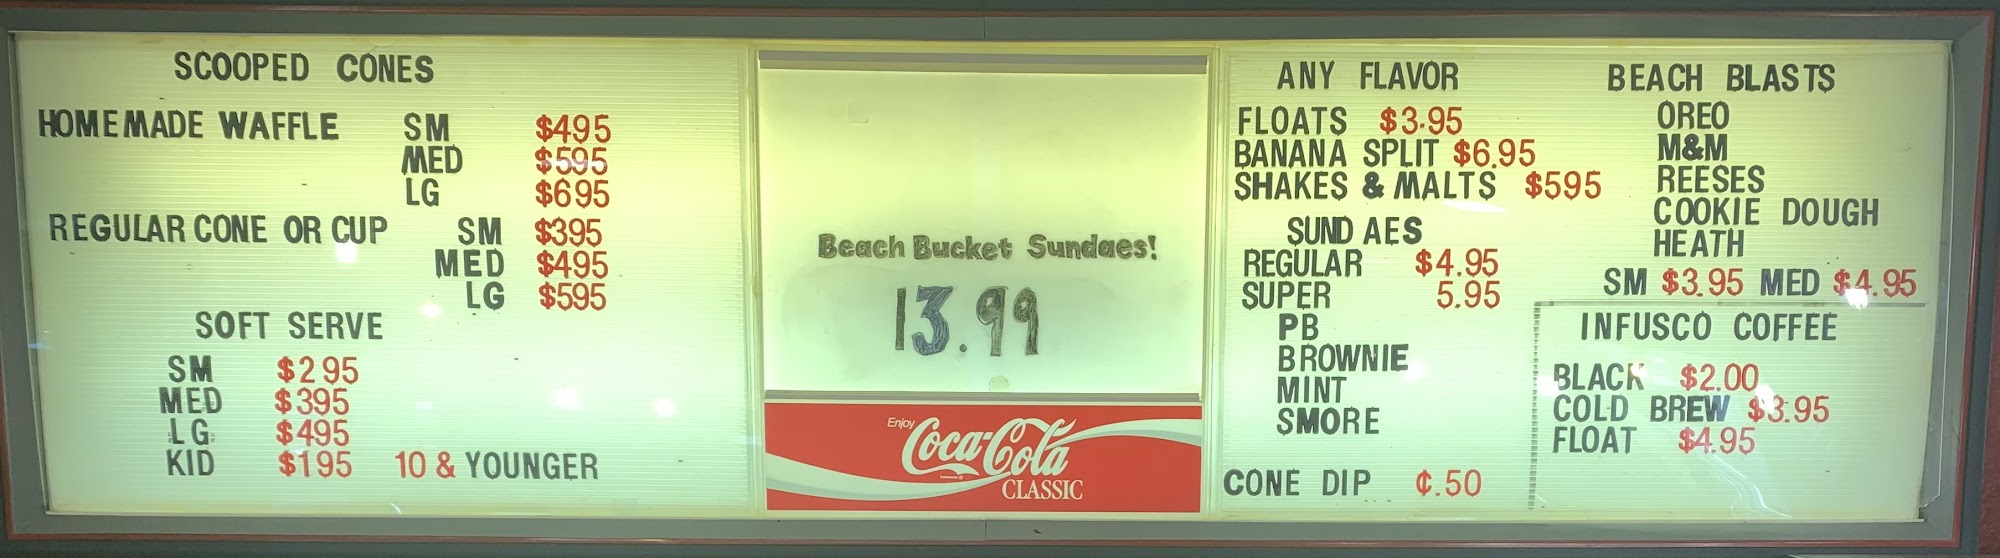 SCOOPED CONES
HOMEMADE WAFFLE SM $495
MED $595
LG $695
REGULAR CONE OR CUP SM $395
MED $495
LG $595
SOFT SERVE
SM $295
MED $395
LG $495
KID $195 10 & YOUNGER
Beach Bucket Sundaes!
13.99
Enjoy
Coca-Cola
CLASSIC
ANY FLAVOR
FLOATS $3.95
BANANA SPLIT $6.95
SHAKES & MALTS $595
SUNDAES
REGULAR $4.95
SUPER 5.95
PB
BROWNIE
MINT
SMORE
CONE DIP ¢.50
BEACH BLASTS
OREO
M&M
REESES
COOKIE DOUGH
HEATH
SM $3.95 MED $4.95
INFUSCO COFFEE
BLACK $2.00
COLD BREW $3.95
FLOAT $4.95